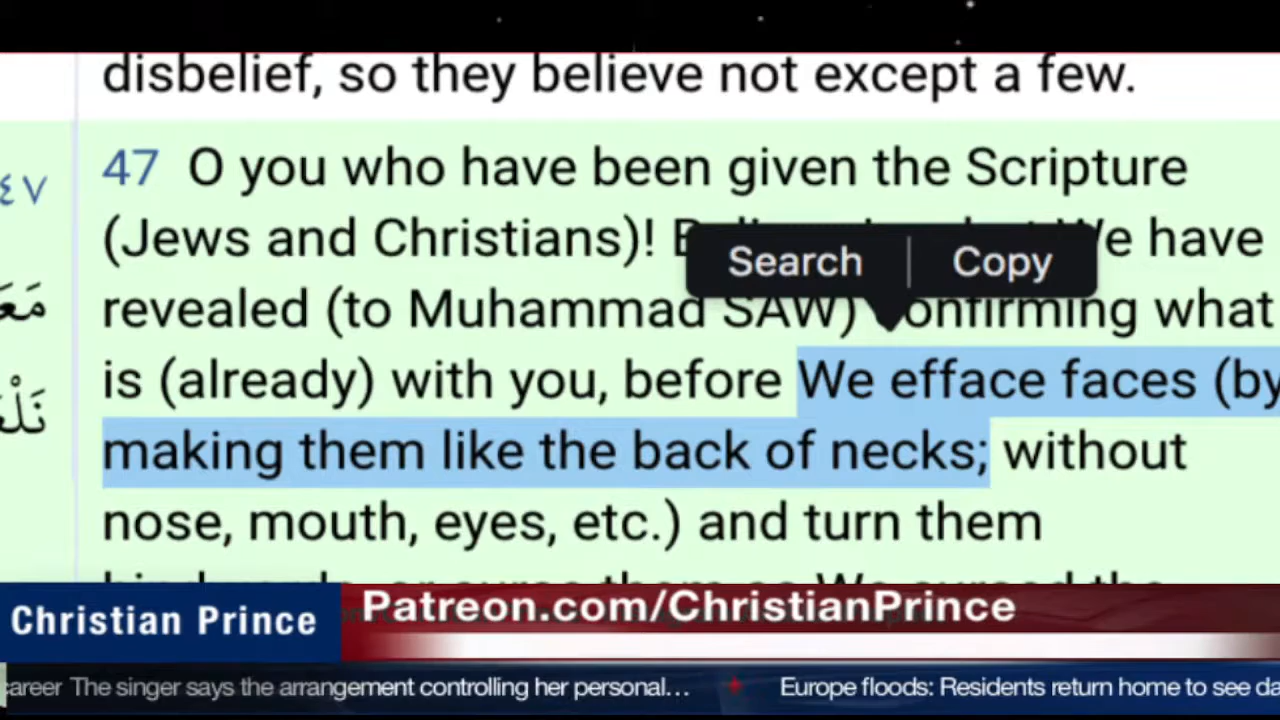 disbelief, so they believe not except a few.
47 O you who have been given the Scripture
٤٧
(Jews and Christians)! We have
Search Copy
revealed (to Muhammad SAW) confirming what
is (already) with you, before We efface faces (by
making them like the back of necks; without
nose, mouth, eyes, etc.) and turn them
Christian Prince
Patreon.com/ChristianPrince
career The singer says the arrangement controlling her personal... Europe floods: Residents return home to see